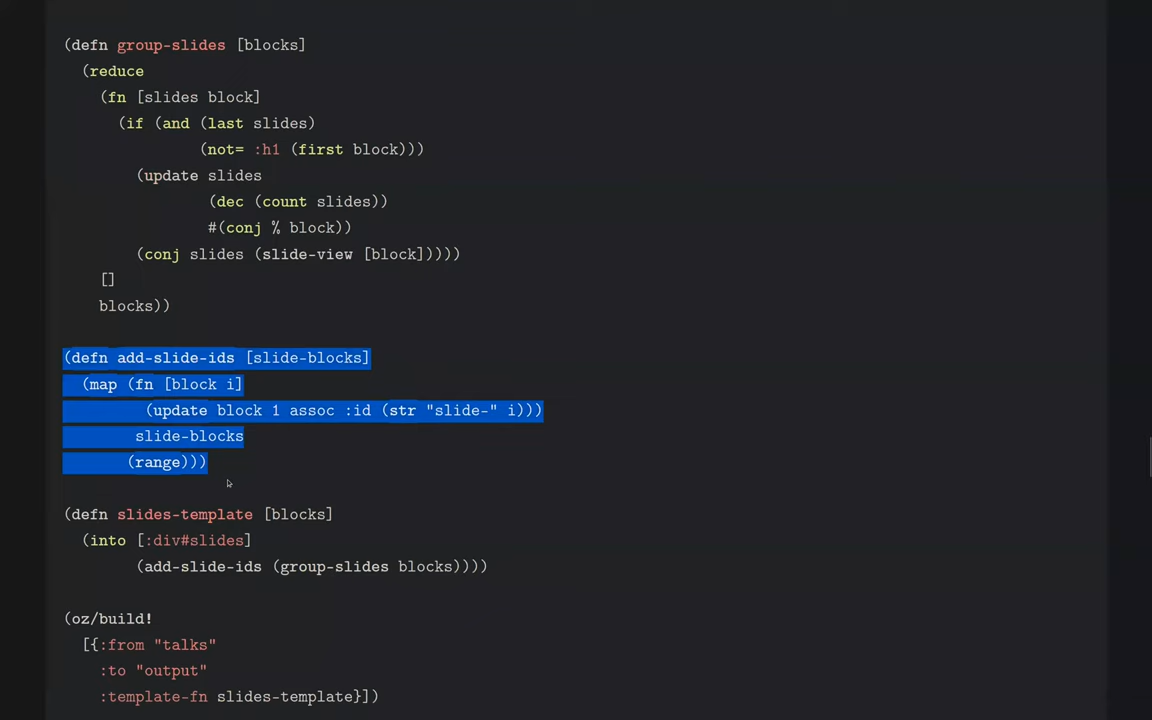 (defn group-slides [blocks]
(reduce
(fn [slides block]
(if (and (last slides)
(not= :h1 (first block)))
(update slides
(dec (count slides))
#(conj % block))
(conj slides (slide-view [block]))))
[]
blocks))
(defn add-slide-ids [slide-blocks]
(map (fn [block i]
(update block 1 assoc :id (str "slide-" i)))
slide-blocks
(range)))
(defn slides-template [blocks]
(into [:div#slides]
(add-slide-ids (group-slides blocks))))
(oz/build!
[{:from "talks"
:to "output"
:template-fn slides-template}])